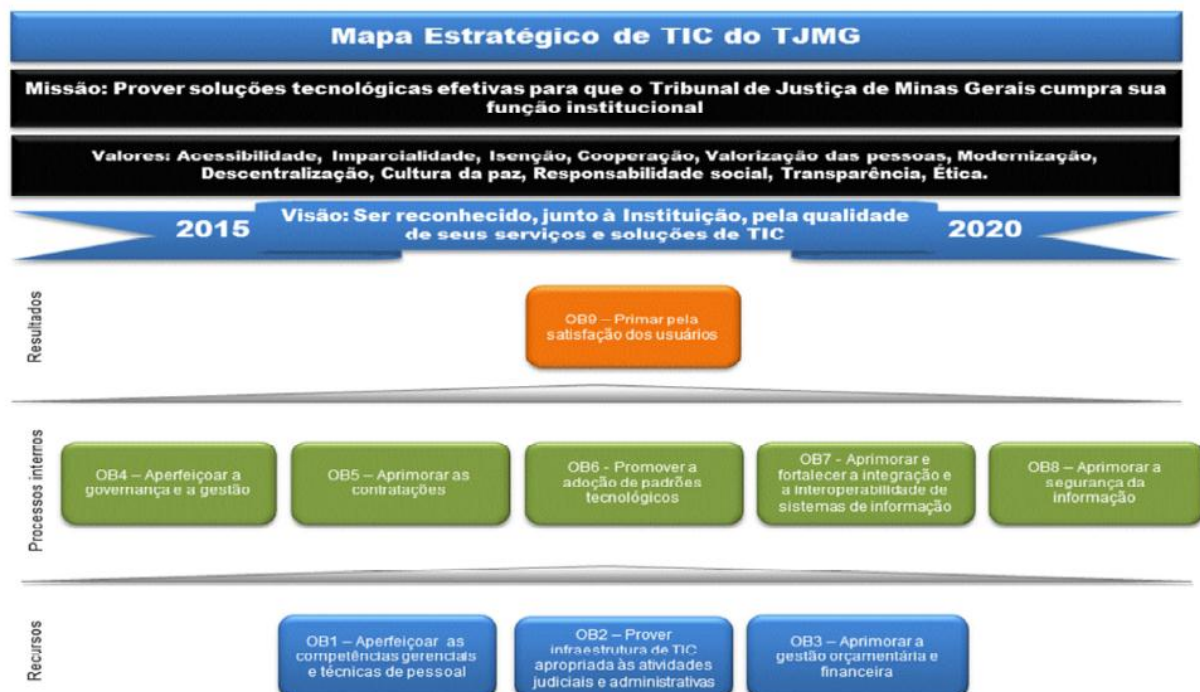 Mapa Estratégico de TIC do TJMG
Missão: Prover soluções tecnológicas efetivas para que o Tribunal de Justiça de Minas Gerais cumpra sua
função institucional
Valores: Acessibilidade, Imparcialidade, Isenção, Cooperação, Valorização das pessoas, Modernização,
Descentralização, Cultura da paz, Responsabilidade social, Transparência, Ética.
2015
Visão: Ser reconhecido, junto à Instituição, pela qualidade
de seus serviços e soluções de TIC
2020
Resultados
OB9 – Primar pela
satisfação dos usuários
Processos internos
OB4 – Aperfeiçoar a
governança e a gestão
OB5 – Aprimorar as
contratações
OB6 - Promover a
adoção de padrões
tecnológicos
OB7 - Aprimorar e
fortalecer a integração e
a interoperabilidade de
sistemas de informação
OB8 – Aprimorar a
segurança da
informação
Recursos
OB1 – Aperfeiçoar as
competências gerenciais
e técnicas de pessoal
OB2 – Prover
infraestrutura de TIC
apropriada às atividades
judiciais e administrativas
OB3 – Aprimorar a
gestão orçamentária e
financeira